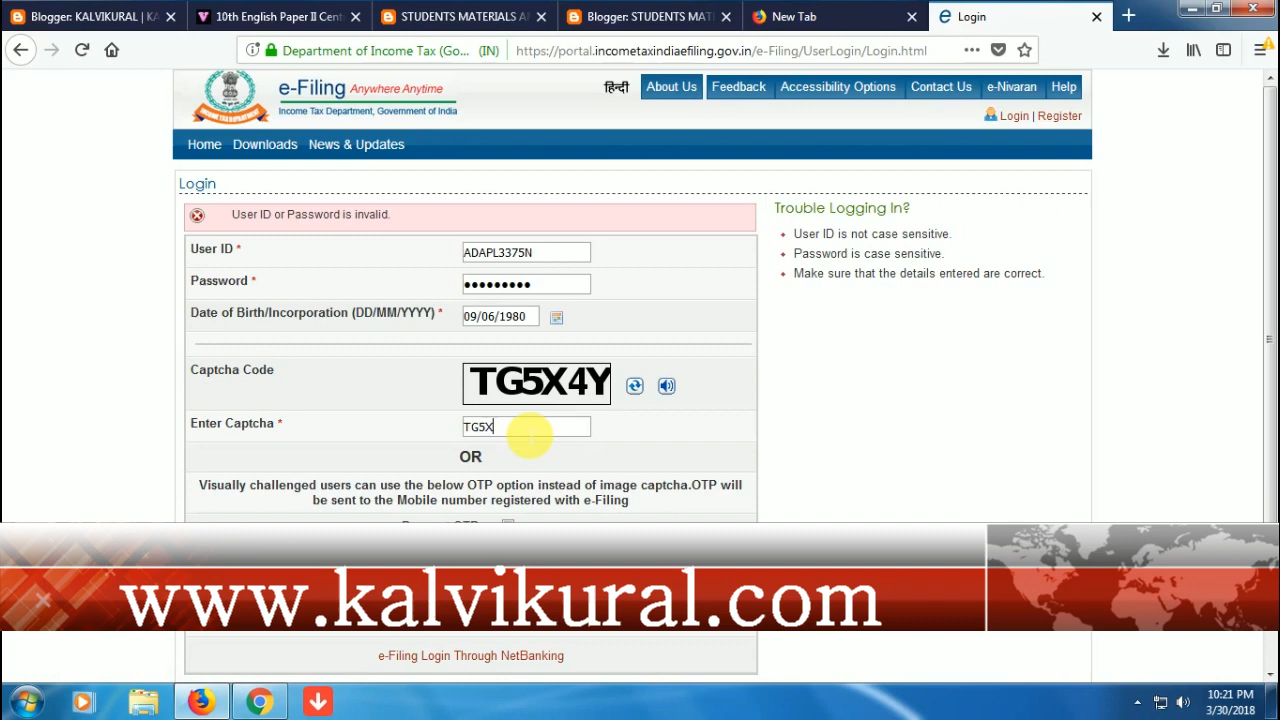 Blogger: KALVIKURAL | KA
10th English Paper II Cent
STUDENTS MATERIALS A
Blogger: STUDENTS MAT
New Tab
Login
Department of Income Tax (Go... (IN)
https://portal.incometaxindiaefiling.gov.in/e-Filing/UserLogin/Login.html
e-Filing Anywhere Anytime
Income Tax Department, Government of India
हिन्दी
About Us
Feedback
Accessibility Options
Contact Us
e-Nivaran
Help
Login | Register
Home
Downloads
News & Updates
Login
User ID or Password is invalid.
User ID *
ADAPL3375N
Password *
•••••••••
Date of Birth/Incorporation (DD/MM/YYYY) *
09/06/1980
Captcha Code
TG5X4Y
Enter Captcha *
TG5X
OR
Visually challenged users can use the below OTP option instead of image captcha.OTP will
be sent to the Mobile number registered with e-Filing
Trouble Logging In?
User ID is not case sensitive.
Password is case sensitive.
Make sure that the details entered are correct.
www.kalvikural.com
e-Filing Login Through NetBanking
10:21 PM
3/30/2018